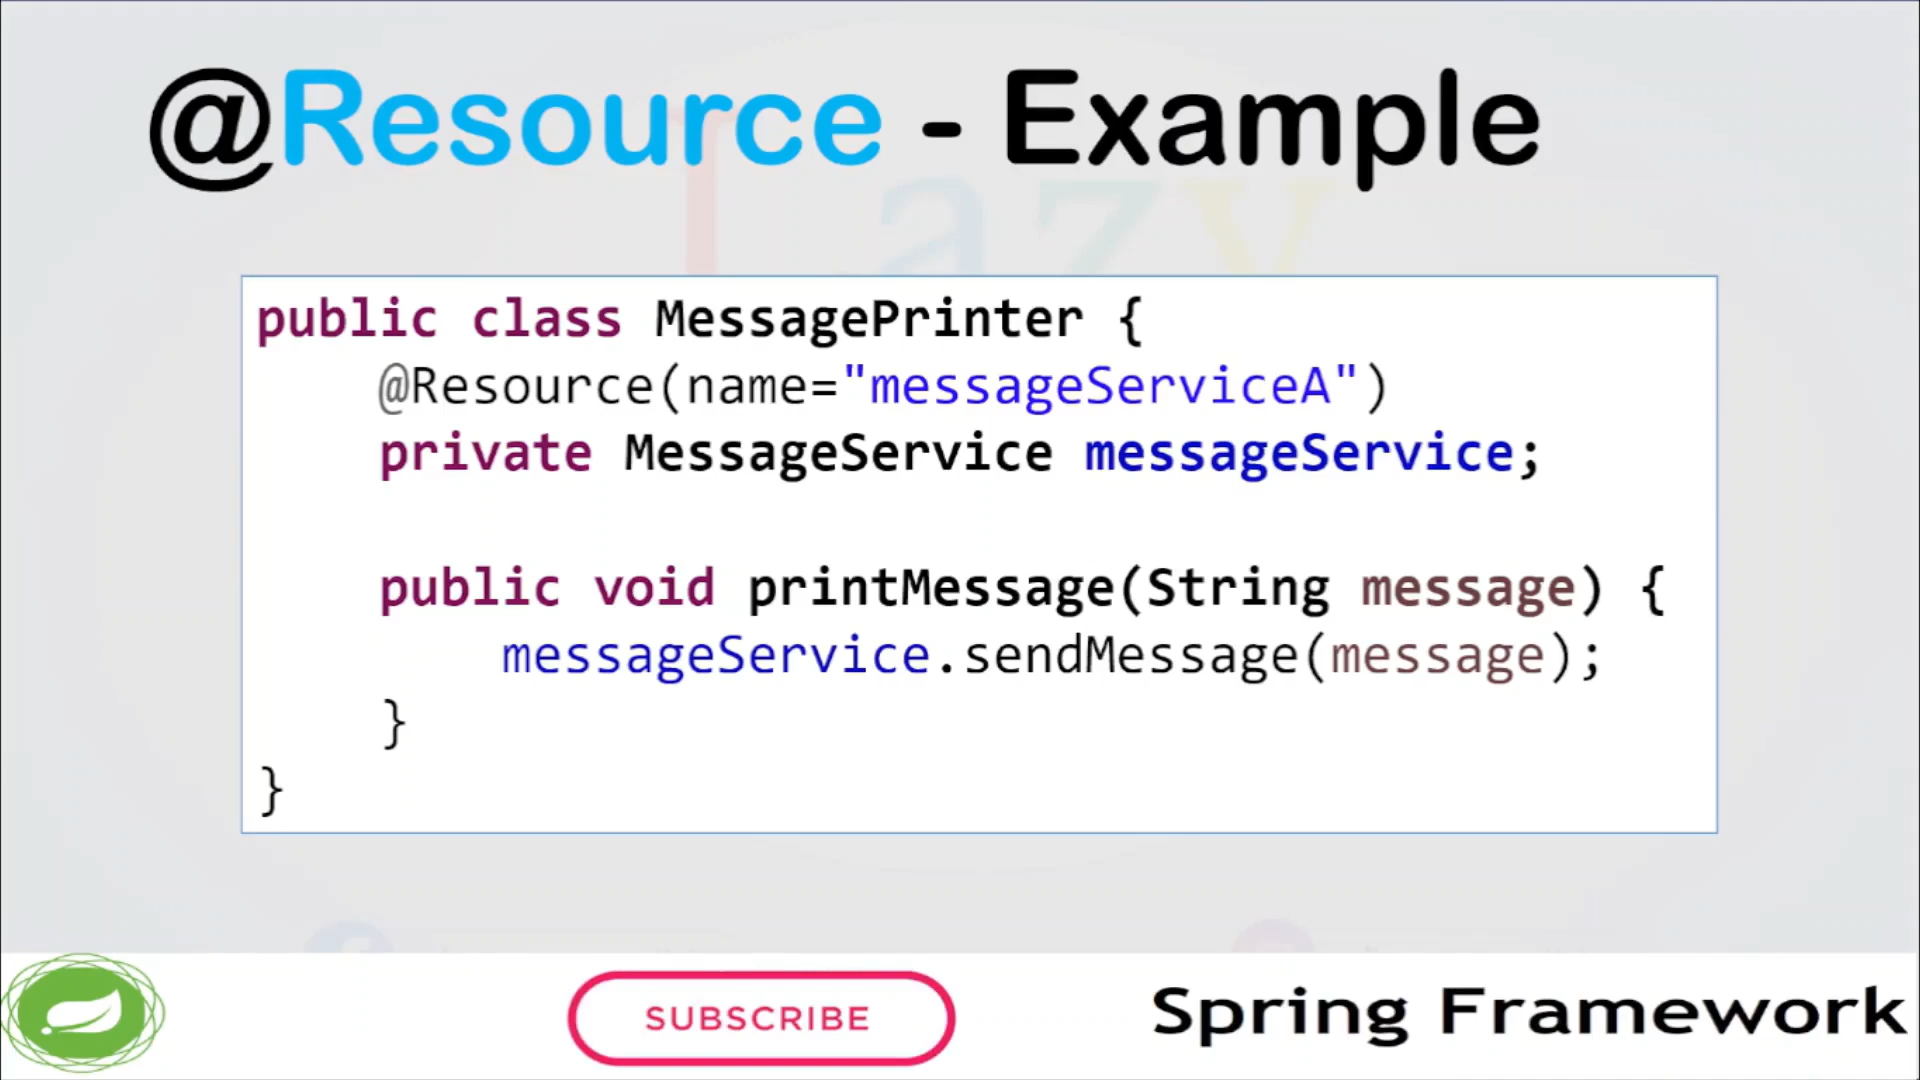 @Resource - Example
Lazy
public class MessagePrinter {
@Resource(name="messageServiceA")
private MessageService messageService;
public void printMessage(String message) {
messageService.sendMessage(message);
}
}
SUBSCRIBE
Spring Framework